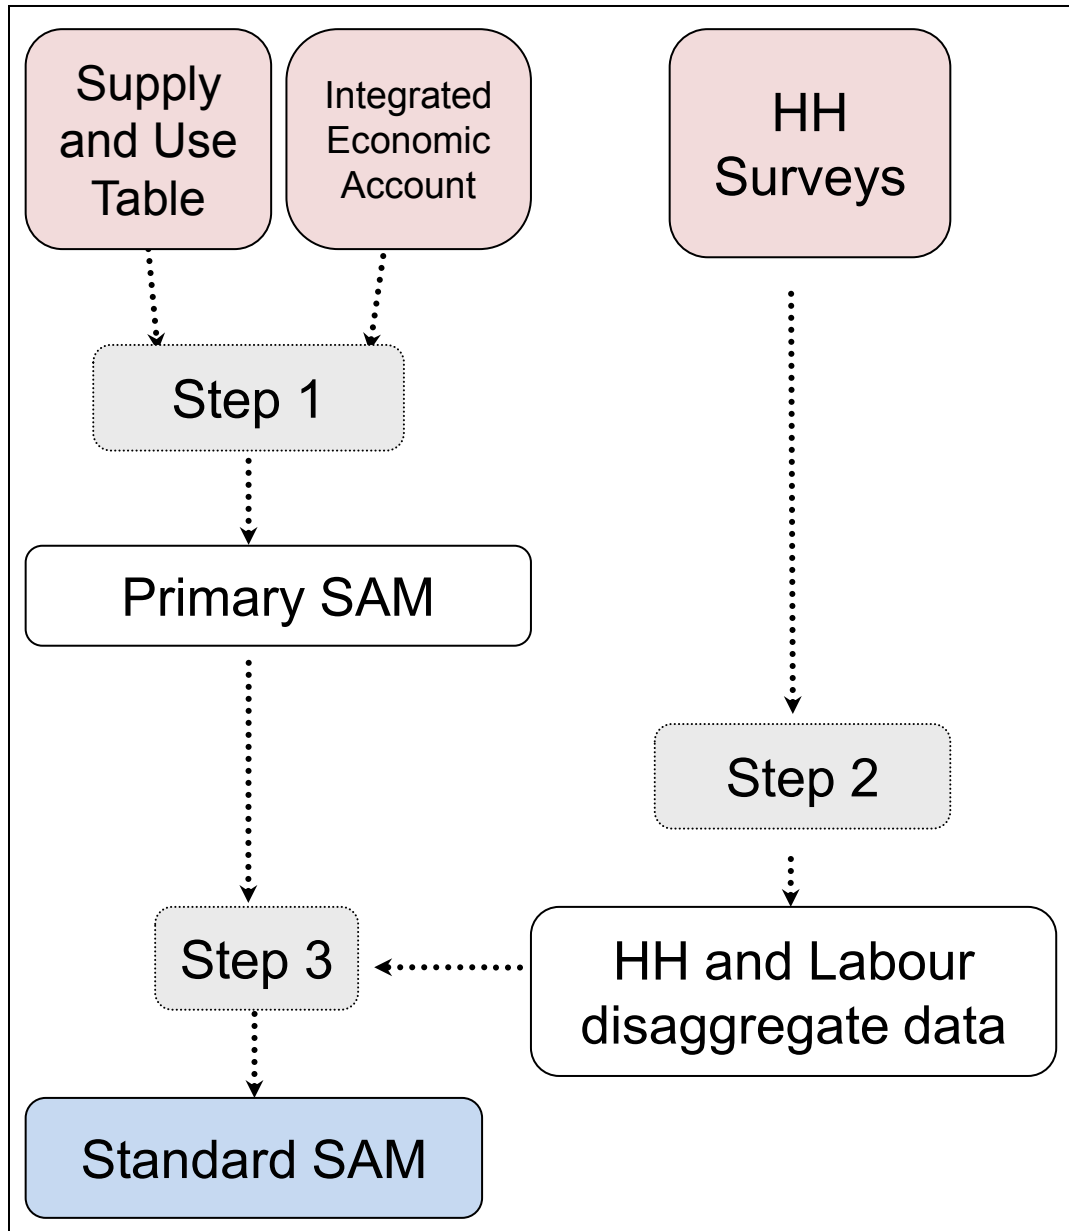 Supply
and Use
Table
Integrated
Economic
Account
HH
Surveys
Step 1
Primary SAM
Step 2
Step 3
HH and Labour
disaggregate data
Standard SAM